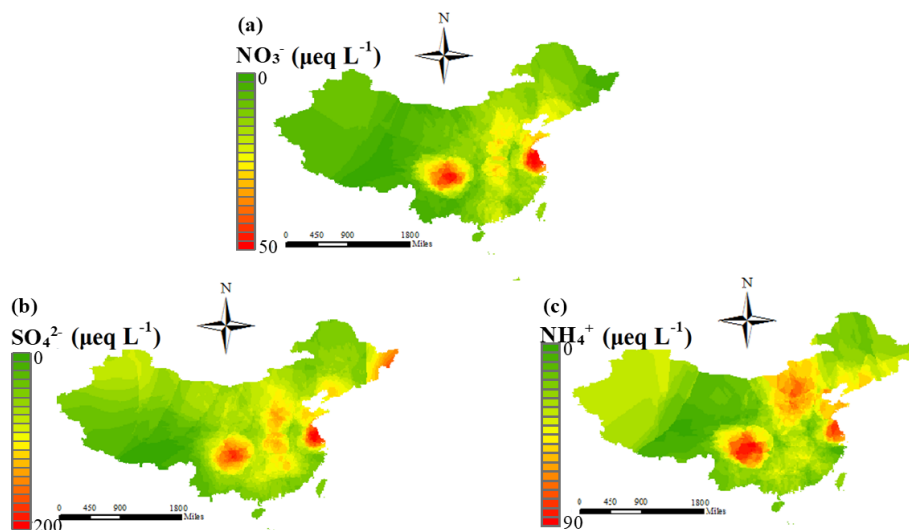 (a)
N
NO₃⁻ (µeq L⁻¹)
0
50
0 450 900 1800
Miles
(b)
N
SO₄²⁻ (µeq L⁻¹)
0
200
0 450 900 1800
Miles
(c)
N
NH₄⁺ (µeq L⁻¹)
0
90
0 450 900 1800
Miles